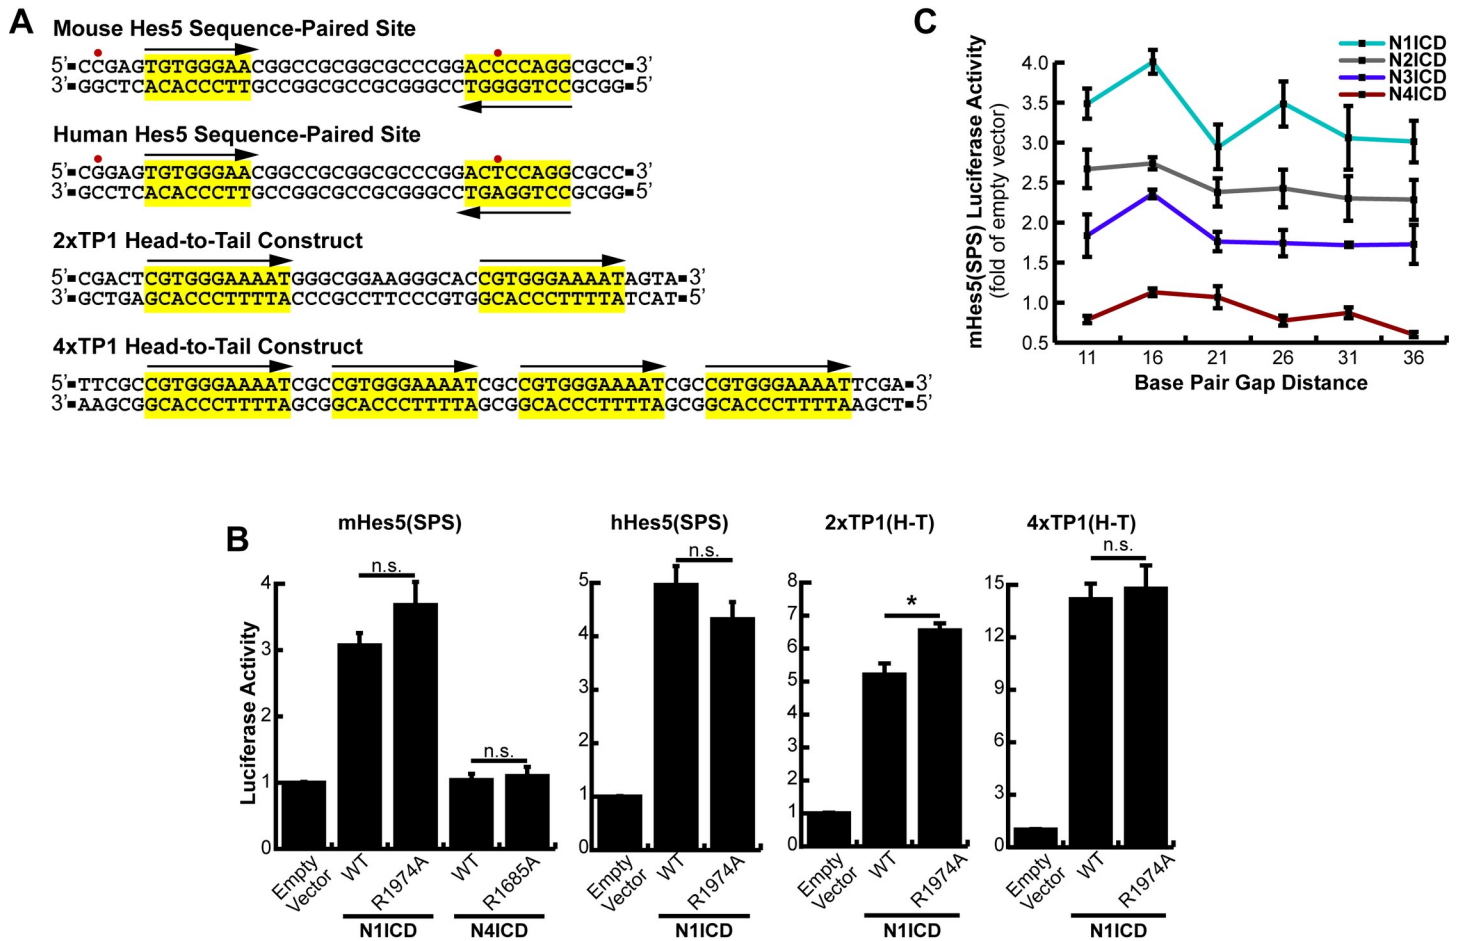 A
Mouse Hes5 Sequence-Paired Site
5’CCGAGTGTGGGAACGGCCGCGGCGCCCGGACCCCAGGCGCC3’
3’GGCTCACACCCTTGCCGGCGCCGCGGGCCTGGGGTCCGCGG5’
Human Hes5 Sequence-Paired Site
5’CGGAGTGTGGGAACGGCCGCGGCGCCCGGACTCCAGGCGCC3’
3’GCCTCACACCCTTGCCGGCGCCGCGGGCCTGAGGTCCGCGG5’
2xTP1 Head-to-Tail Construct
5’CGACTCGTGGGAAAATGGGCGGAAGGGCACCGTGGGAAAATAGTA3’
3’GCTGAGCACCCTTTTACCCGCCTTCCCGTGGCACCCTTTTATCAT5’
4xTP1 Head-to-Tail Construct
5’TTCGCCGTGGGAAAATCGCCGTGGGAAAATCGCCGTGGGAAAATCGCCGTGGGAAAATTCGA3’
3’AAGCGGCACCCTTTTAGCGGCACCCTTTTAGCGGCACCCTTTTAGCGGCACCCTTTTAAGCT5’
C
mHes5(SPS) Luciferase Activity
(fold of empty vector)
4.0
3.5
3.0
2.5
2.0
1.5
1.0
0.5
11 16 21 26 31 36
Base Pair Gap Distance
N1ICD
N2ICD
N3ICD
N4ICD
B
Luciferase Activity
mHes5(SPS)
4
3
2
1
0
n.s.
n.s.
Empty Vector
WT
R1974A
WT
R1685A
N1ICD
N4ICD
hHes5(SPS)
5
4
3
2
1
0
n.s.
Empty Vector
WT
R1974A
N1ICD
2xTP1(H-T)
8
7
6
5
4
3
2
1
0
*
Empty Vector
WT
R1974A
N1ICD
4xTP1(H-T)
15
12
9
6
3
0
n.s.
Empty Vector
WT
R1974A
N1ICD